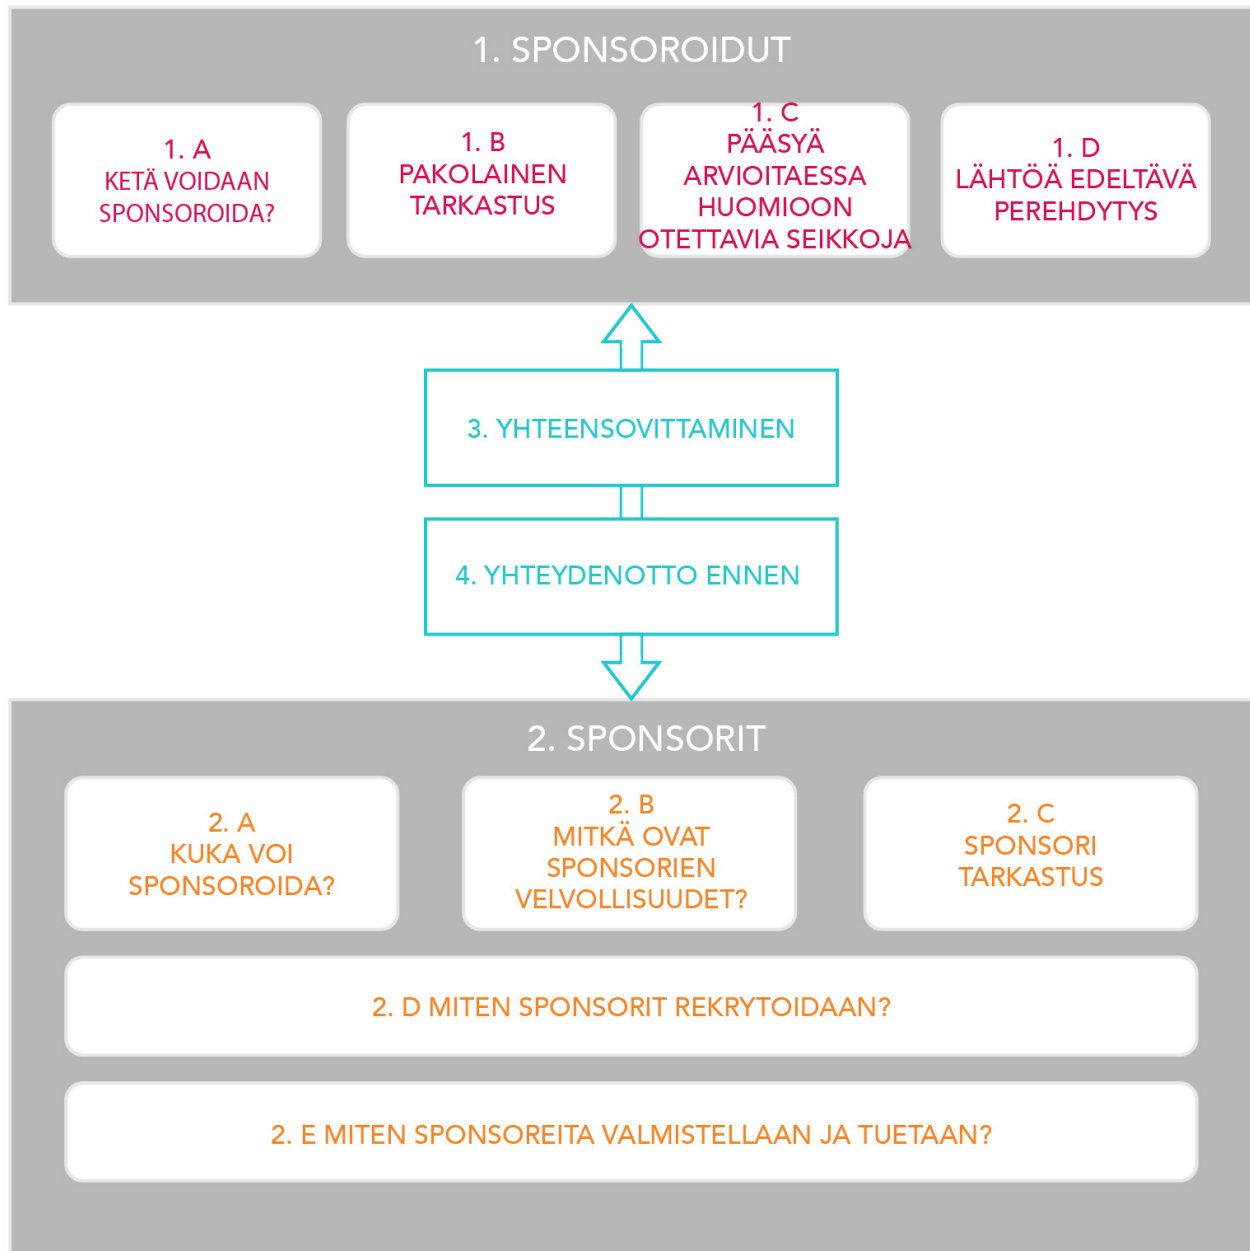 1. SPONSOROIDUT
1. A
KETÄ VOIDAAN
SPONSOROIDA?
1. B
PAKOLAINEN
TARKASTUS
1. C
PÄÄSYÄ
ARVIOITAESSA
HUOMIOON
OTETTAVIA SEIKKOJA
1. D
LÄHTÖÄ EDELTÄVÄ
PEREHDYTYS
3. YHTEENSOVITTAMINEN
4. YHTEYDENOTTO ENNEN
2. SPONSORIT
2. A
KUKA VOI
SPONSOROIDA?
2. B
MITKÄ OVAT
SPONSORIEN
VELVOLLISUUDET?
2. C
SPONSORI
TARKASTUS
2. D MITEN SPONSORIT REKRYTOIDAAN?
2. E MITEN SPONSOREITA VALMISTELLAAN JA TUETAAN?